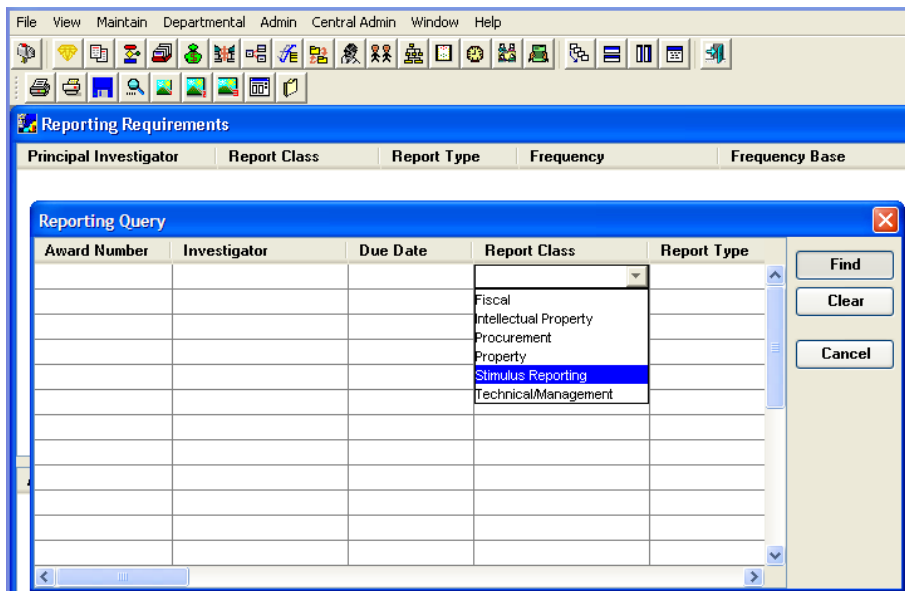 File View Maintain Departmental Admin Central Admin Window Help
Reporting Requirements
Principal Investigator Report Class Report Type Frequency Frequency Base
Reporting Query
Award Number Investigator Due Date Report Class Report Type
Find
Fiscal
Clear
Intellectual Property
Procurement
Cancel
Property
Stimulus Reporting
Technical/Management